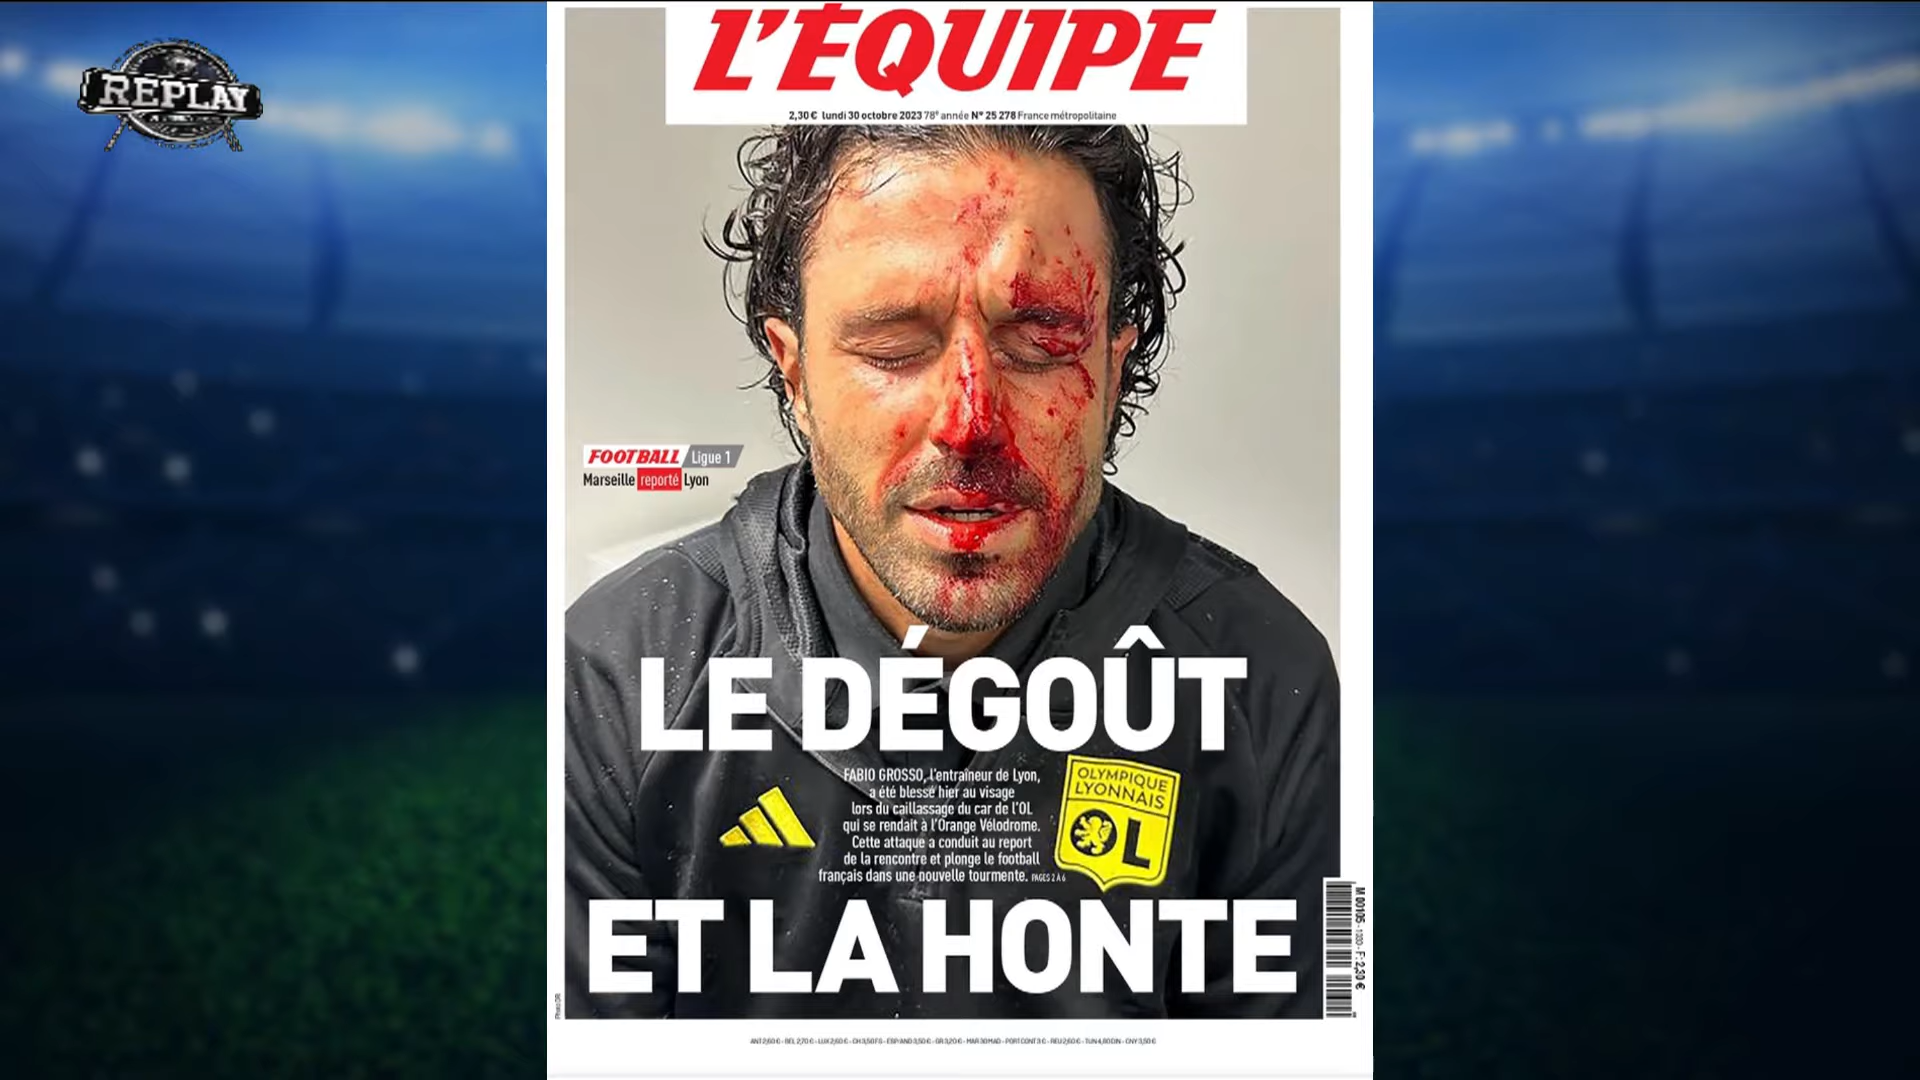 REPLAY
L'ÉQUIPE
2,30 € lundi 30 octobre 2023 78e année N° 25 278 France métropolitaine
FOOTBALL Ligue 1
Marseille reporté Lyon
LE DÉGOÛT
FABIO GROSSO, l'entraîneur de Lyon,
a été blessé hier au visage
lors du caillassage du car de l'OL
qui se rendait à l'Orange Vélodrome.
Cette attaque a conduit au report
de la rencontre et plonge le football
français dans une nouvelle tourmente. PAGES 2 À 6
OLYMPIQUE
LYONNAIS
OL
ET LA HONTE